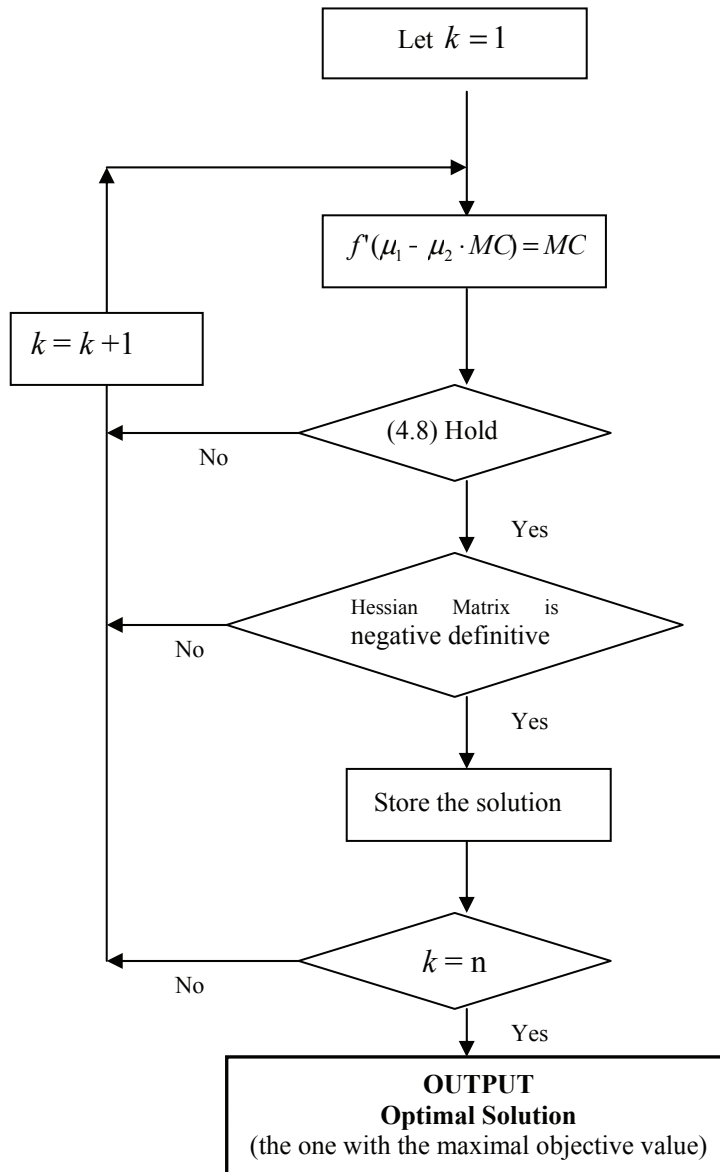 Let k = 1
f'(μ₁ - μ₂ · MC) = MC
k = k +1
(4.8) Hold
No
Yes
Hessian Matrix is
negative definitive
No
Yes
Store the solution
k = n
No
Yes
OUTPUT
Optimal Solution
(the one with the maximal objective value)